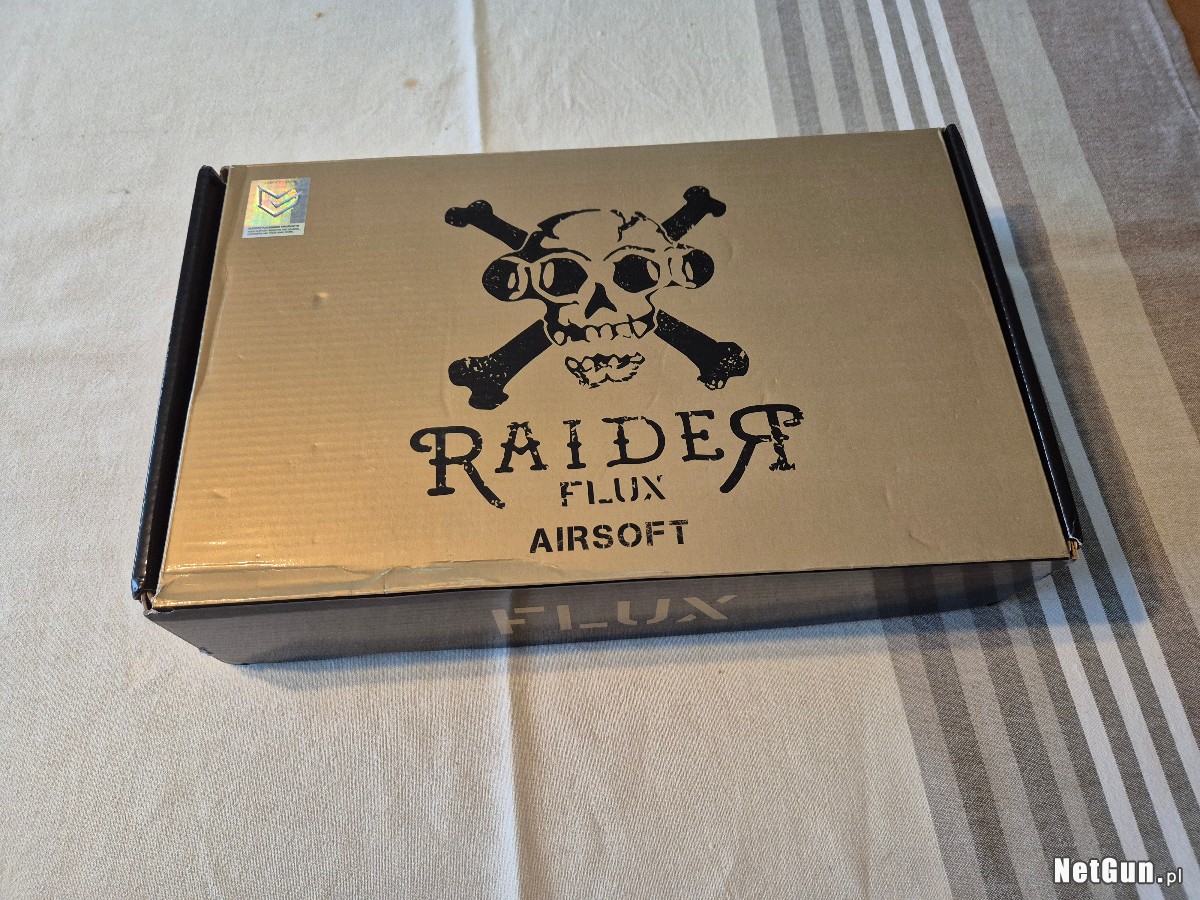 RAIDER
FLUX
AIRSOFT
FLUX
NetGun.pl